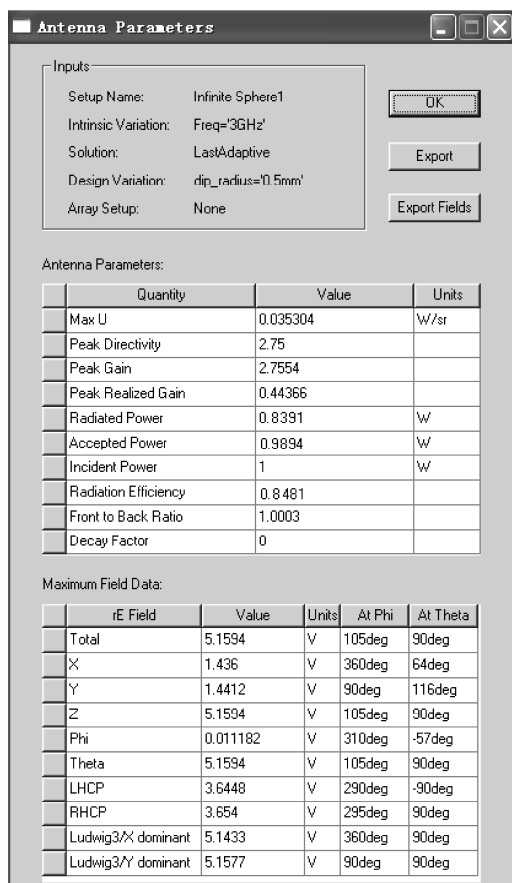 Antenna Parameters
Inputs
Setup Name: Infinite Sphere1
OK
Intrinsic Variation: Freq='3GHz'
Solution: LastAdaptive
Export
Design Variation: dip_radius='0.5mm'
Array Setup: None
Export Fields
Antenna Parameters:
Quantity Value Units
Max U 0.035304 W/sr
Peak Directivity 2.75
Peak Gain 2.7554
Peak Realized Gain 0.44366
Radiated Power 0.8391 W
Accepted Power 0.9894 W
Incident Power 1 W
Radiation Efficiency 0.8481
Front to Back Ratio 1.0003
Decay Factor 0
Maximum Field Data:
rE Field Value Units At Phi At Theta
Total 5.1594 V 105deg 90deg
X 1.436 V 360deg 64deg
Y 1.4412 V 90deg 116deg
Z 5.1594 V 105deg 90deg
Phi 0.011182 V 310deg -57deg
Theta 5.1594 V 105deg 90deg
LHCP 3.6448 V 290deg -90deg
RHCP 3.654 V 295deg 90deg
Ludwig3/X dominant 5.1433 V 360deg 90deg
Ludwig3/Y dominant 5.1577 V 90deg 90deg